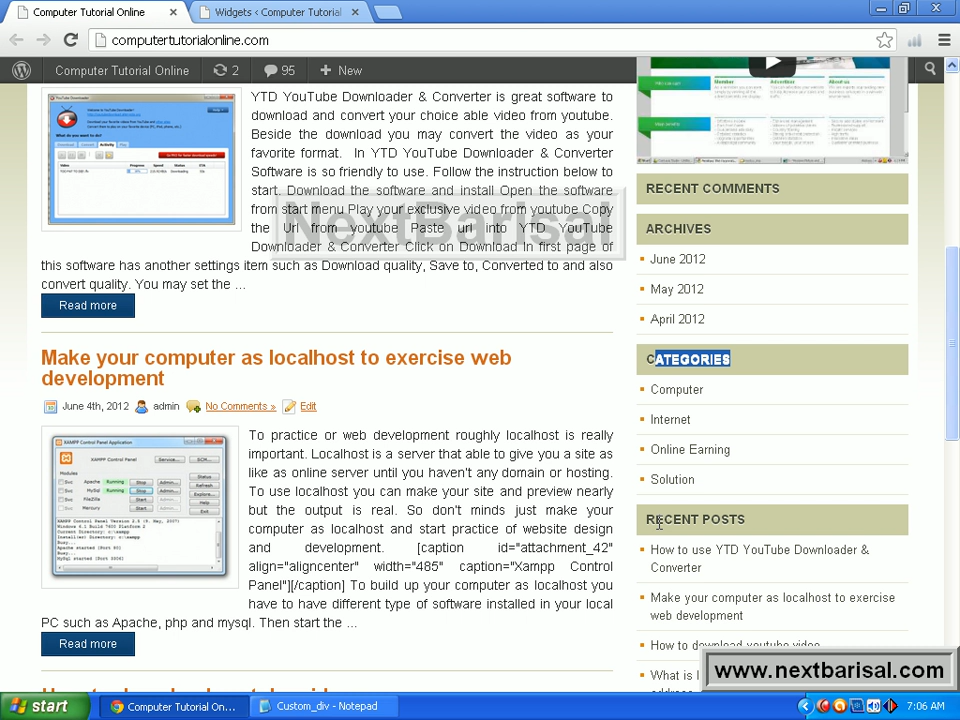 Computer Tutorial Online
Widgets ‹ Computer Tutorial
computertutorialonline.com
Computer Tutorial Online 2 95 + New
YTD YouTube Downloader & Converter is great software to
download and convert your choice able video from youtube.
Beside the download you may convert the video as your
favorite format. In YTD YouTube Downloader & Converter
Software is so friendly to use. Follow the instruction below to
start. Download the software and install Open the software
from start menu Play your exclusive video from youtube Copy
the Url from youtube Paste url into YTD YouTube
Downloader & Converter Click on Download In first page of
this software has another settings item such as Download quality, Save to, Converted to and also
convert quality. You may set the ...
Read more
NextBarisal
Make your computer as localhost to exercise web
development
June 4th, 2012 admin No Comments » Edit
XAMPP Control Panel Application
XAMPP Control Panel
Modules
To practice or web development roughly localhost is really
important. Localhost is a server that able to give you a site as
like as online server until you haven't any domain or hosting.
To use localhost you can make your site and preview nearly
but the output is real. So don't minds just make your
computer as localhost and start practice of website design
and development. [caption id="attachment_42"
align="aligncenter" width="485" caption="Xampp Control
Panel"][/caption] To build up your computer as localhost you
have to have different type of software installed in your local
PC such as Apache, php and mysql. Then start the ...
Read more
RECENT COMMENTS
ARCHIVES
June 2012
May 2012
April 2012
CATEGORIES
Computer
Internet
Online Earning
Solution
RECENT POSTS
How to use YTD YouTube Downloader &
Converter
Make your computer as localhost to exercise
web development
How to download youtube video
What is
www.nextbarisal.com
start
Computer Tutorial On...
Custom_div - Notepad
7:06 AM